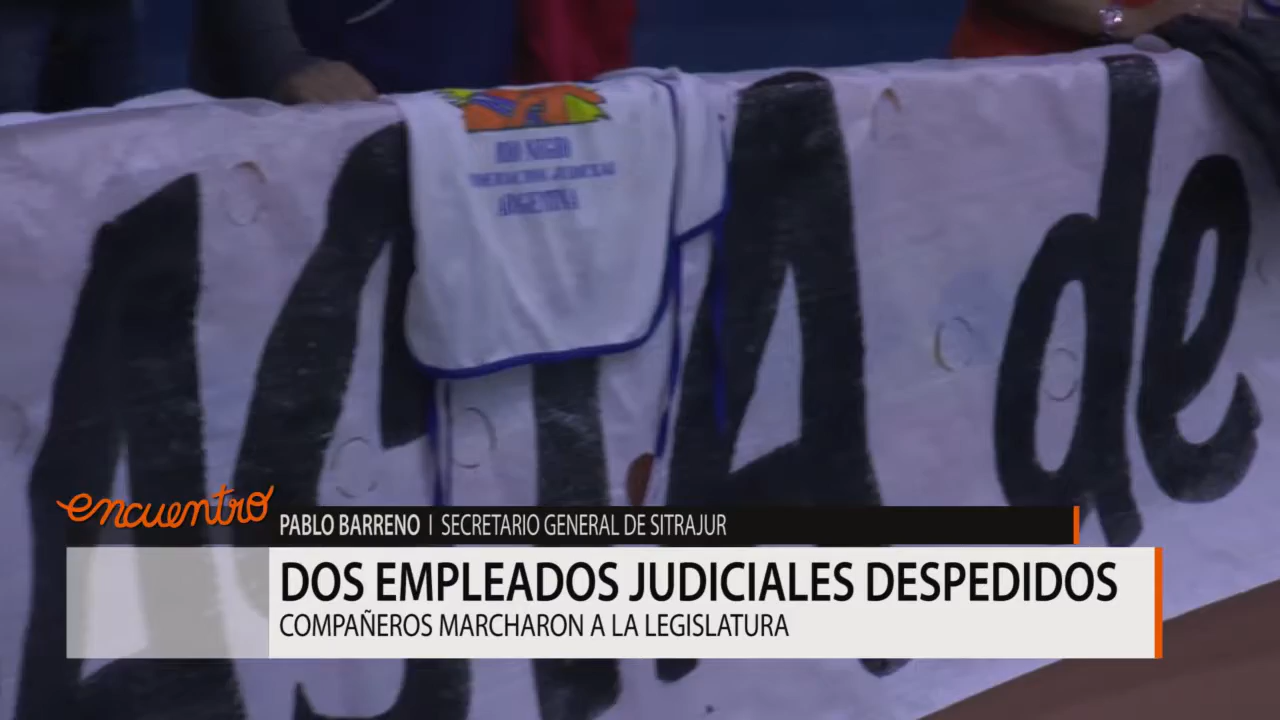 RIO NEGRO
ARGENTINA
de
encuentro
PABLO BARRENO | SECRETARIO GENERAL DE SITRAJUR
DOS EMPLEADOS JUDICIALES DESPEDIDOS
COMPAÑEROS MARCHARON A LA LEGISLATURA